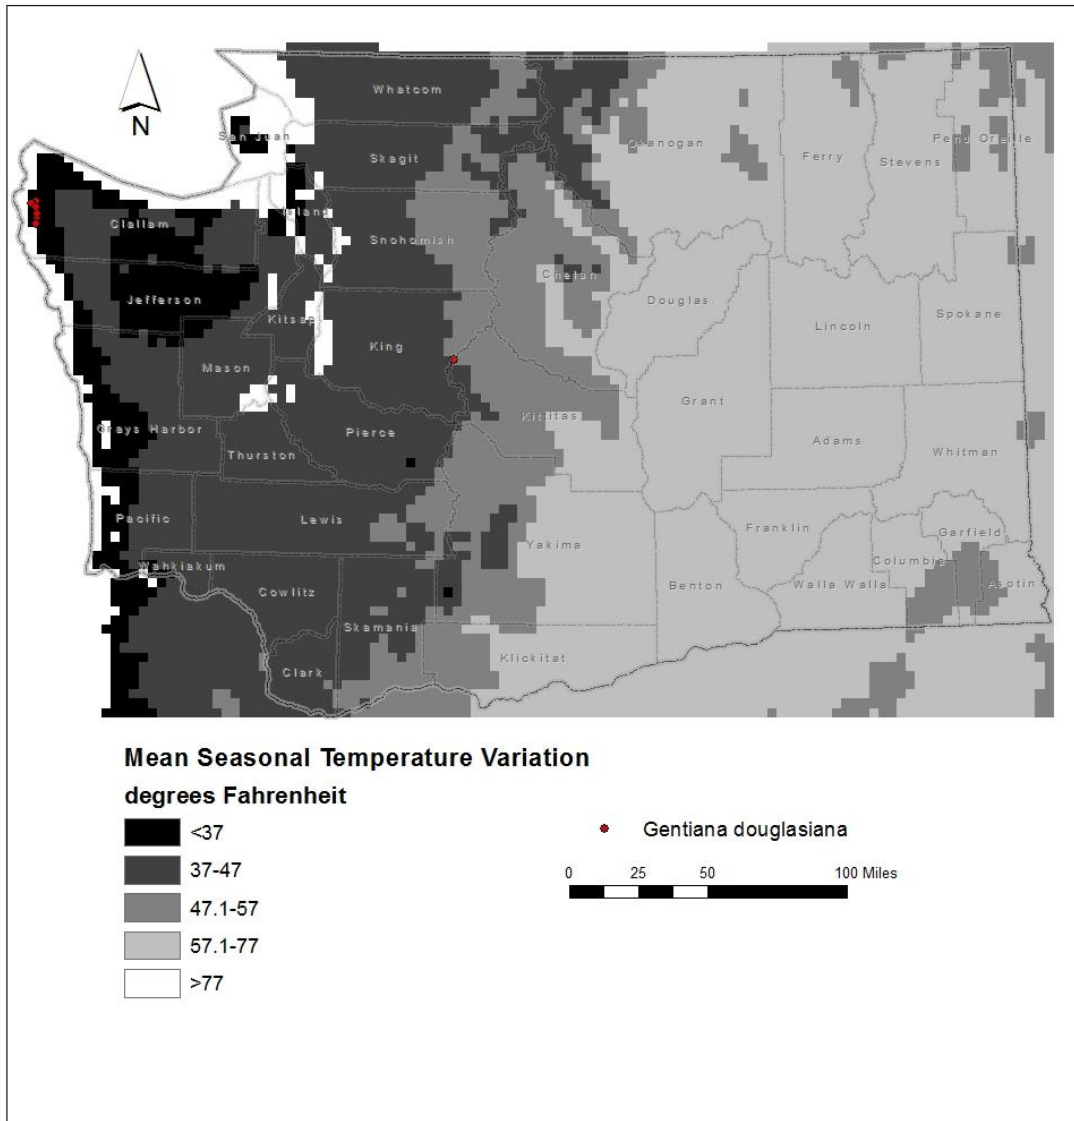 N
Whatcom
San Juan
Skagit
Okanogan
Ferry
Stevens
Pend Oreille
Island
Clallam
Snohomish
Chelan
Jefferson
Douglas
Kitsap
Lincoln
Spokane
King
Mason
Grant
Kittitas
Grays Harbor
Pierce
Adams
Thurston
Whitman
Pacific
Lewis
Franklin
Garfield
Yakima
Wahkiakum
Columbia
Cowlitz
Benton
Walla Walla
Asotin
Skamania
Clark
Klickitat
Mean Seasonal Temperature Variation
degrees Fahrenheit
<37
37-47
47.1-57
57.1-77
>77
Gentiana douglasiana
0 25 50 100 Miles